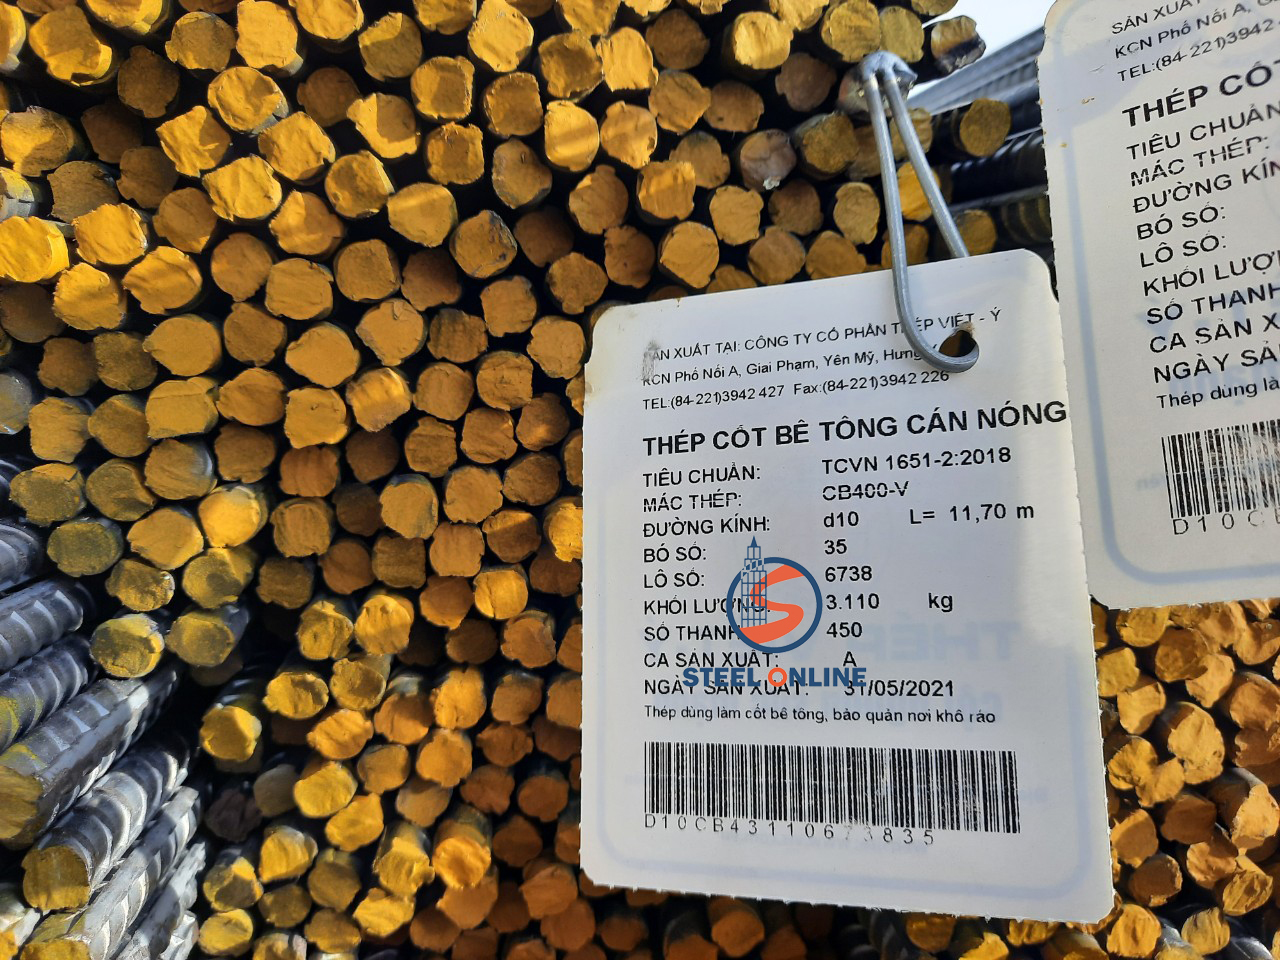 SẢN XUẤT TẠI: CÔNG TY CỔ PHẦN THÉP VIỆT - Ý
KCN Phố Nối A, Giai Phạm, Yên Mỹ, Hưng
TEL:(84-221)3942 427 Fax:(84-221)3942 226
THÉP CỐT BÊ TÔNG CÁN NÓNG
TIÊU CHUẨN: TCVN 1651-2:2018
MÁC THÉP: CB400-V
ĐƯỜNG KÍNH: d10 L= 11,70 m
BÓ SỐ: 35
LÔ SỐ: 6738
KHỐI LƯỢNG: 3.110 kg
SỐ THANH 450
CA SẢN XUẤT: A
STEEL ONLINE
NGÀY SẢN XUẤT: 31/05/2021
Thép dùng làm cốt bê tông, bảo quản nơi khô ráo
D10CB43110673835
SẢN XUẤT
KCN Phố Nối A,
TEL:(84-221)3942
THÉP CỐT
TIÊU CHUẨN
MÁC THÉP:
ĐƯỜNG KÍNH
BÓ SỐ:
LÔ SỐ:
KHỐI LƯỢN
SỐ THANH
CA SẢN X
NGÀY SẢ
Thép dùng là
D10C